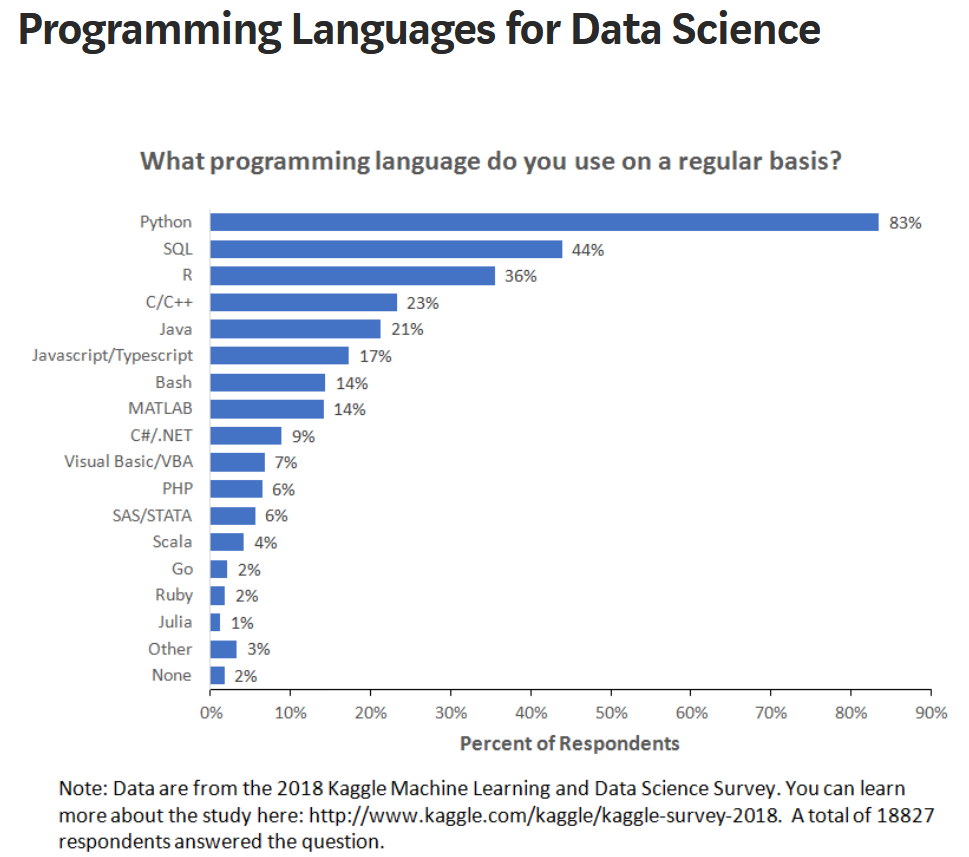 Programming Languages for Data Science
What programming language do you use on a regular basis?
Python 83%
SQL 44%
R 36%
C/C++ 23%
Java 21%
Javascript/Typescript 17%
Bash 14%
MATLAB 14%
C#/.NET 9%
Visual Basic/VBA 7%
PHP 6%
SAS/STATA 6%
Scala 4%
Go 2%
Ruby 2%
Julia 1%
Other 3%
None 2%
0% 10% 20% 30% 40% 50% 60% 70% 80% 90%
Percent of Respondents
Note: Data are from the 2018 Kaggle Machine Learning and Data Science Survey. You can learn
more about the study here: http://www.kaggle.com/kaggle/kaggle-survey-2018. A total of 18827
respondents answered the question.